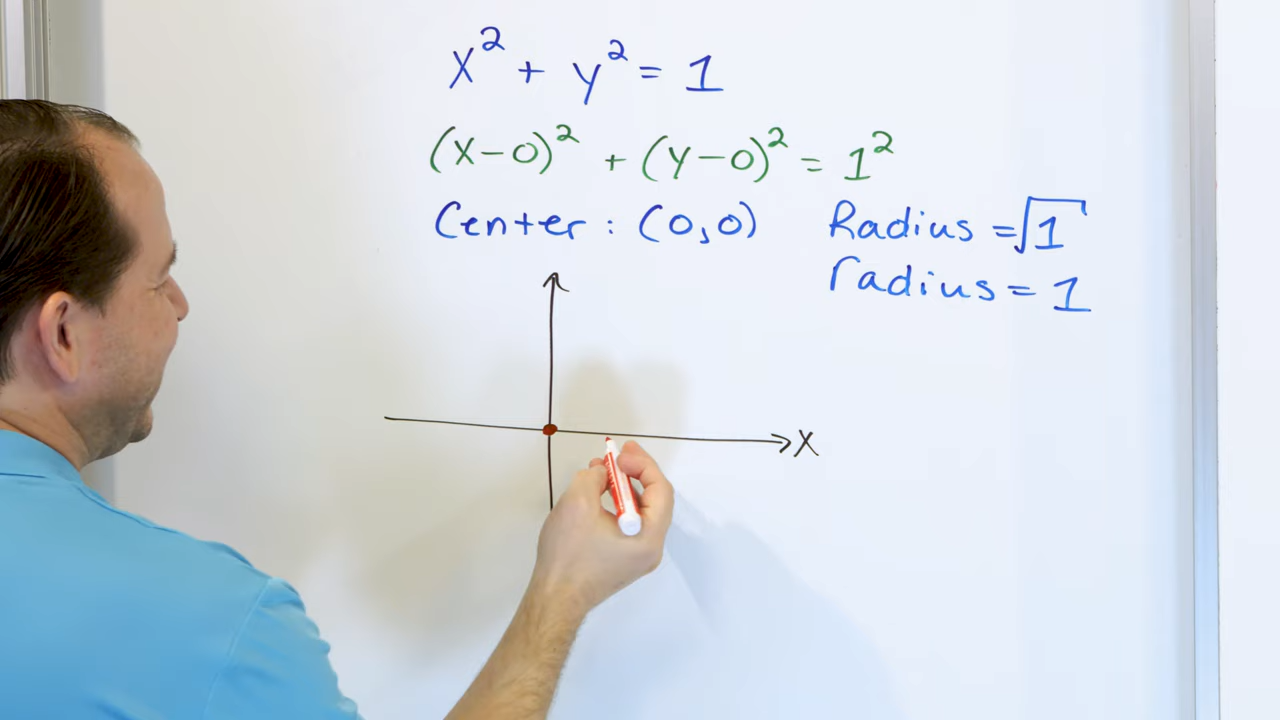 x² + y² = 1
(x-0)² + (y-0)² = 1²
Center : (0,0) Radius = √1
radius = 1
X